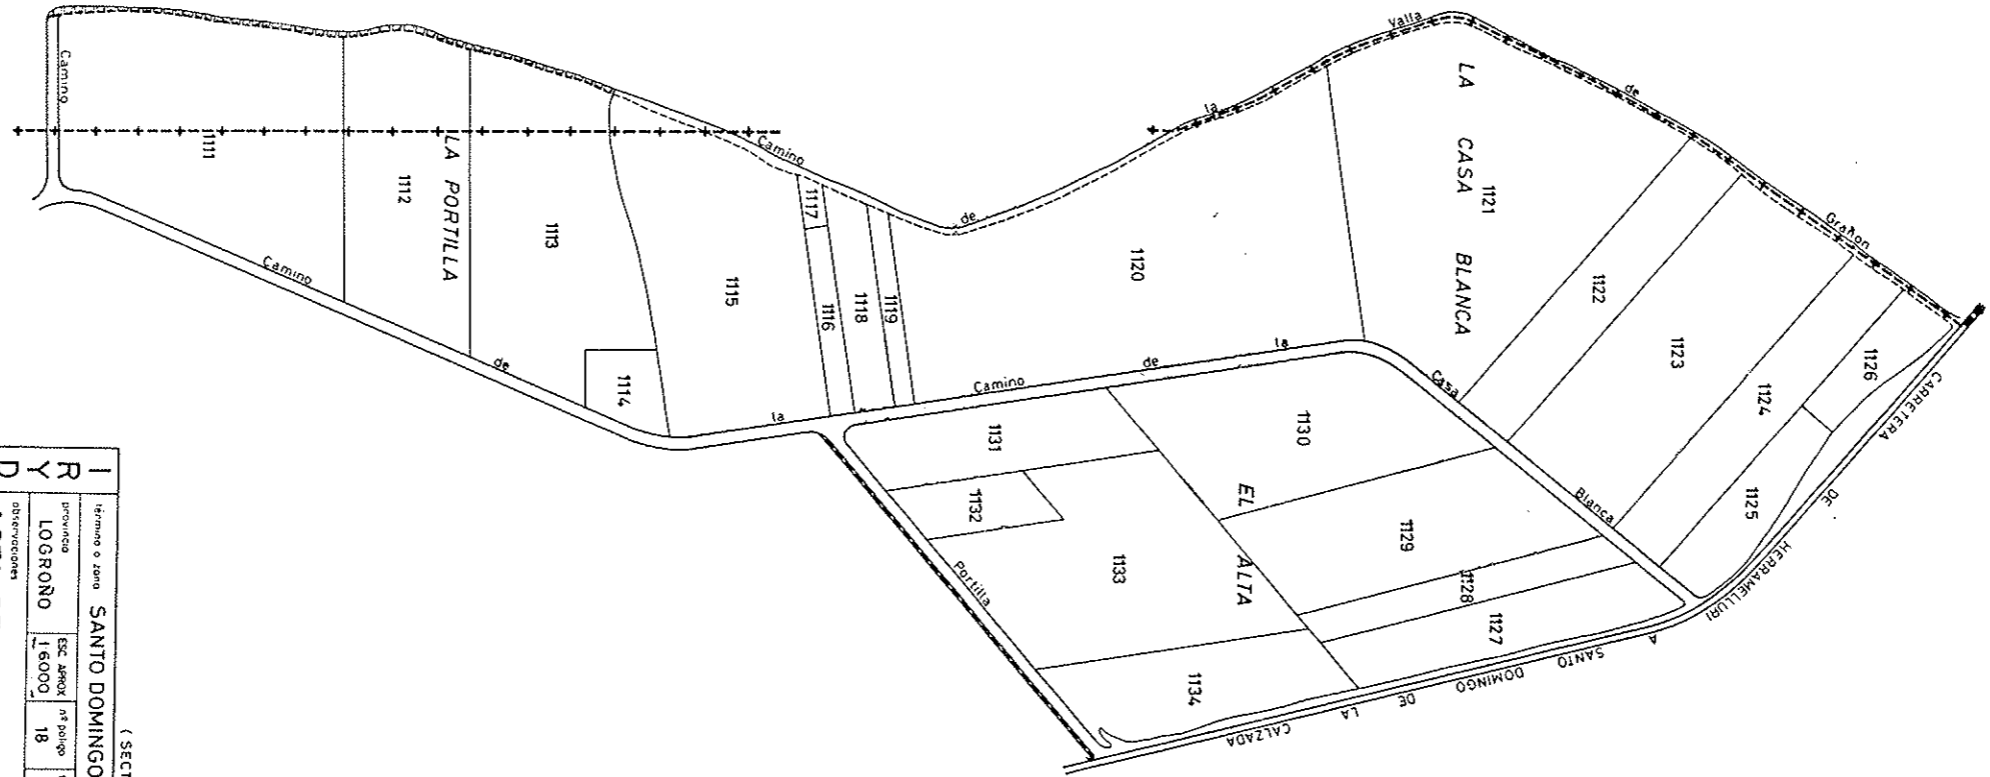 Camino de la Valla de Grañon
Camino
Camino de la Portilla
Camino de la Casa Blanca
CARRETERA DE HERRAMELLURI A SANTO DOMINGO DE LA CALZADA
LA PORTILLA
LA CASA BLANCA
EL ALTA
1111
1112
1113
1114
1115
1116
1117
1118
1119
1120
1121
1122
1123
1124
1125
1126
1127
1128
1129
1130
1131
1132
1133
1134
( SECT
I R Y D
término o zona SANTO DOMINGO
provincia LOGROÑO
ESC. APROX 1:6000
nº poligo 18
observaciones